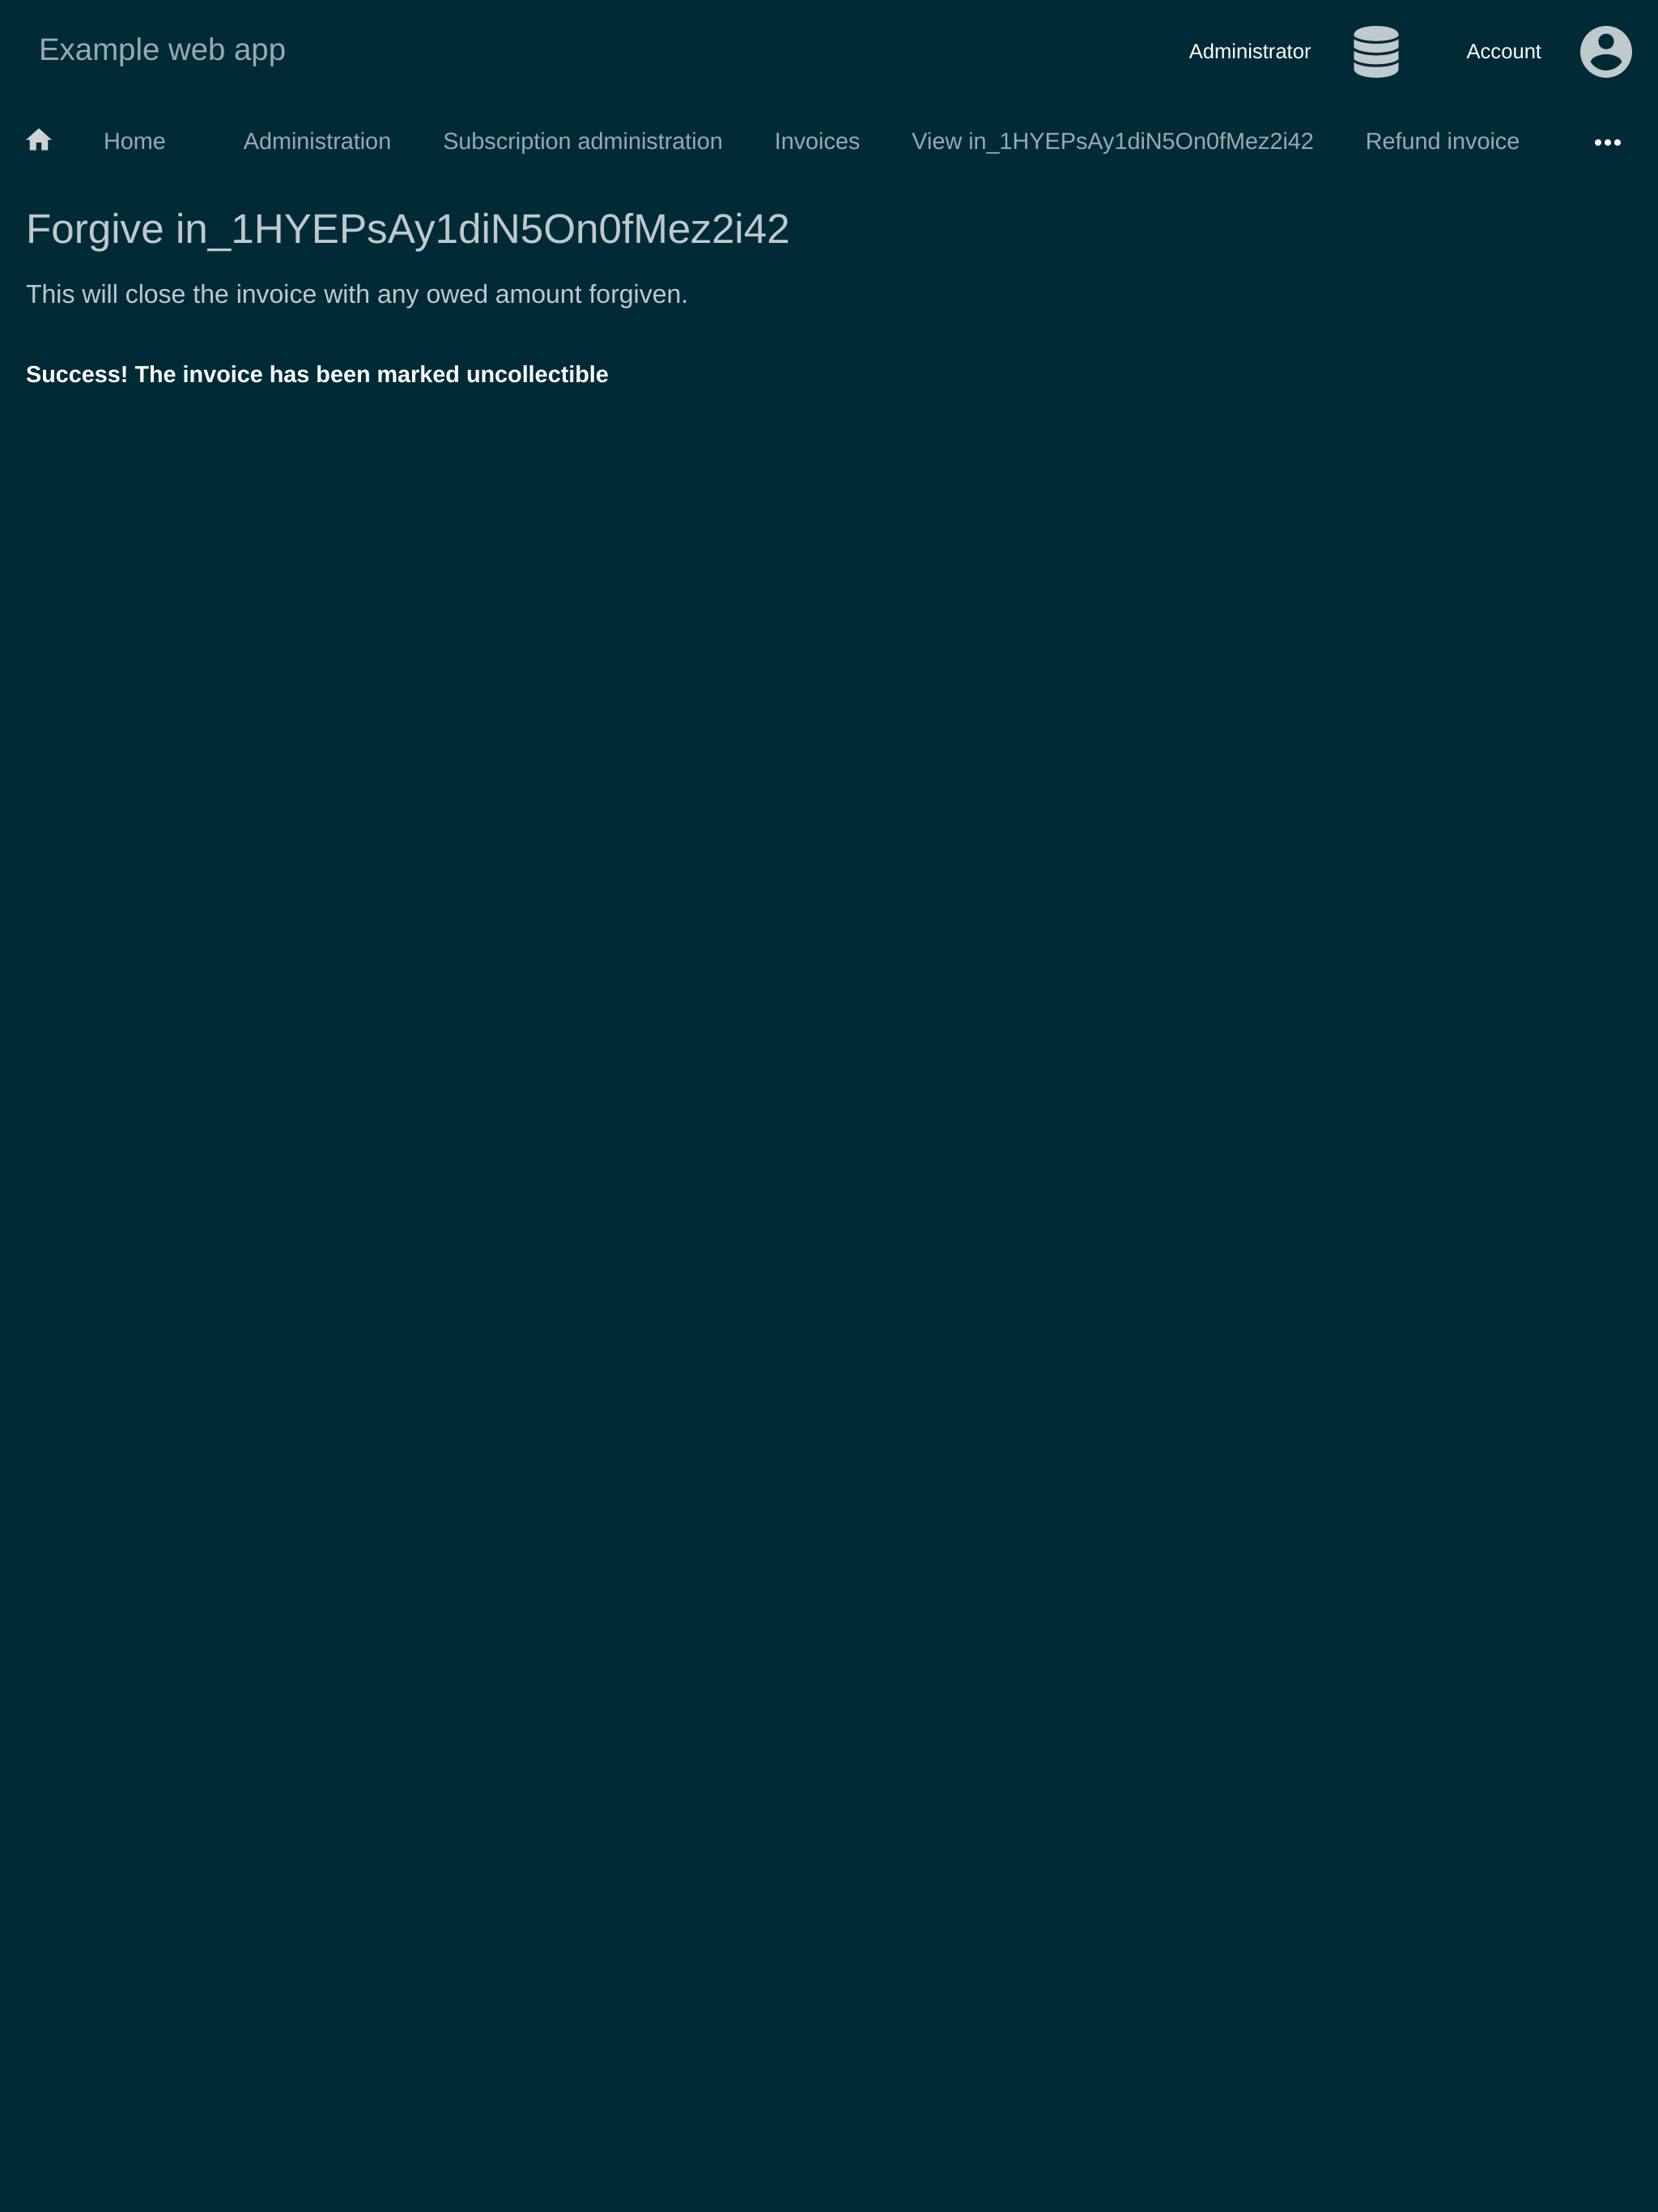 Example web app
Administrator
Account
Home
Administration
Subscription administration
Invoices
View in_1HYEPsAy1diN5On0fMez2i42
Refund invoice
Forgive in_1HYEPsAy1diN5On0fMez2i42
This will close the invoice with any owed amount forgiven.
Success! The invoice has been marked uncollectible